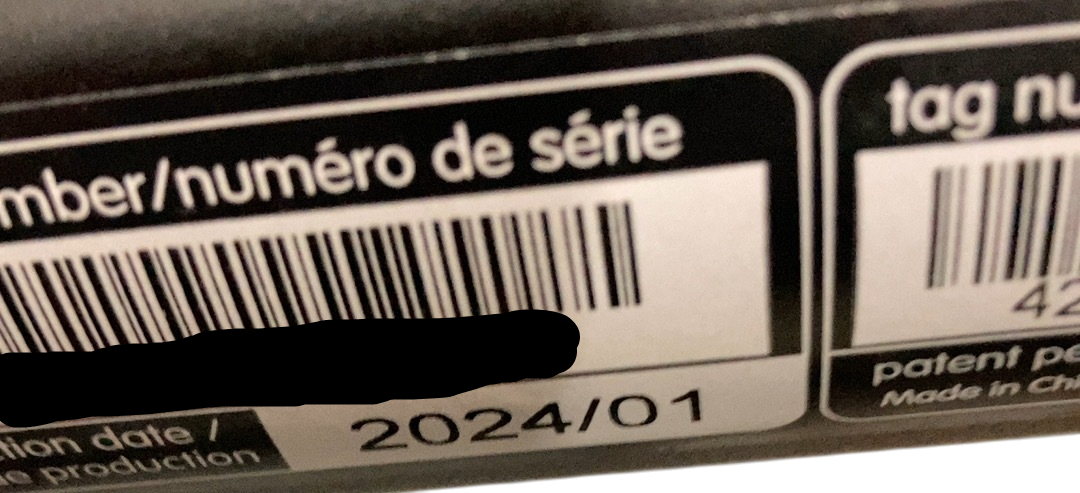 mber/numéro de série
tion date /
e production
2024/01
tag nu
42
patent pe
Made in Chi